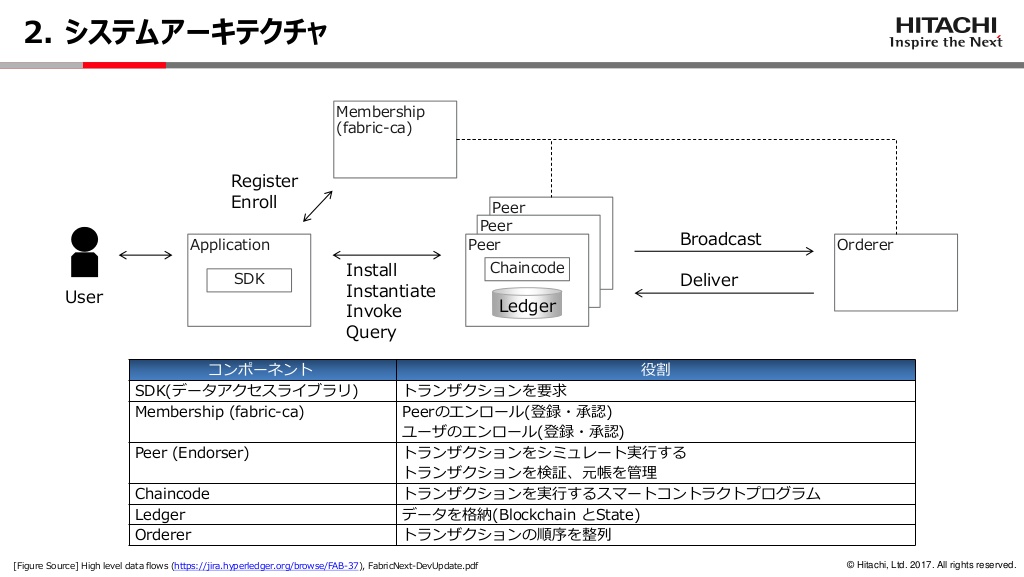 2. システムアーキテクチャ
HITACHI
Inspire the Next
Membership
(fabric-ca)
Register
Enroll
Peer
Peer
Peer
Chaincode
Ledger
Application
SDK
User
Install
Instantiate
Invoke
Query
Broadcast
Deliver
Orderer
コンポーネント 役割
SDK(データアクセスライブラリ) トランザクションを要求
Membership (fabric-ca) Peerのエンロール(登録・承認)
ユーザのエンロール(登録・承認)
Peer (Endorser) トランザクションをシミュレート実行する
トランザクションを検証、元帳を管理
Chaincode トランザクションを実行するスマートコントラクトプログラム
Ledger データを格納(Blockchain とState)
Orderer トランザクションの順序を整列
[Figure Source] High level data flows (https://jira.hyperledger.org/browse/FAB-37), FabricNext-DevUpdate.pdf
© Hitachi, Ltd. 2017. All rights reserved.